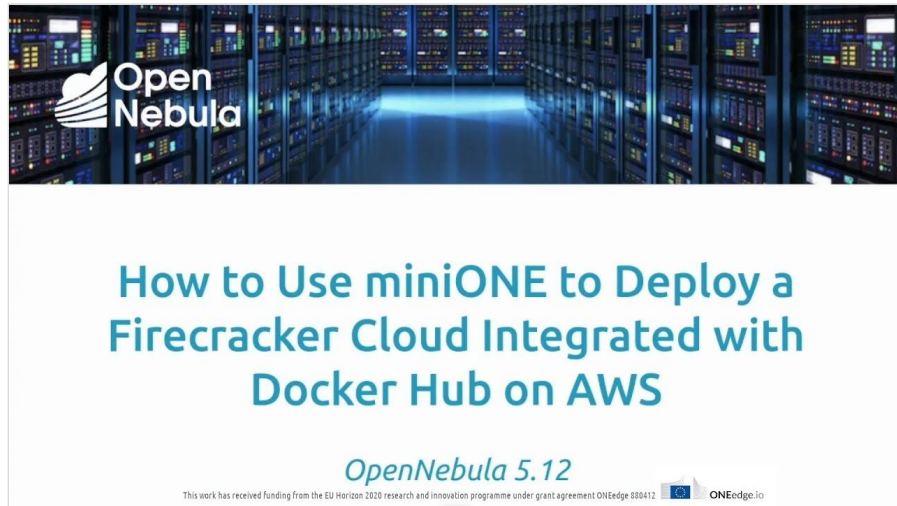 Open
Nebula
How to Use miniONE to Deploy a
Firecracker Cloud Integrated with
Docker Hub on AWS
OpenNebula 5.12
This work has received funding from the EU Horizon 2020 research and innovation programme under grant agreement ONEedge 880412
ONEedge.io